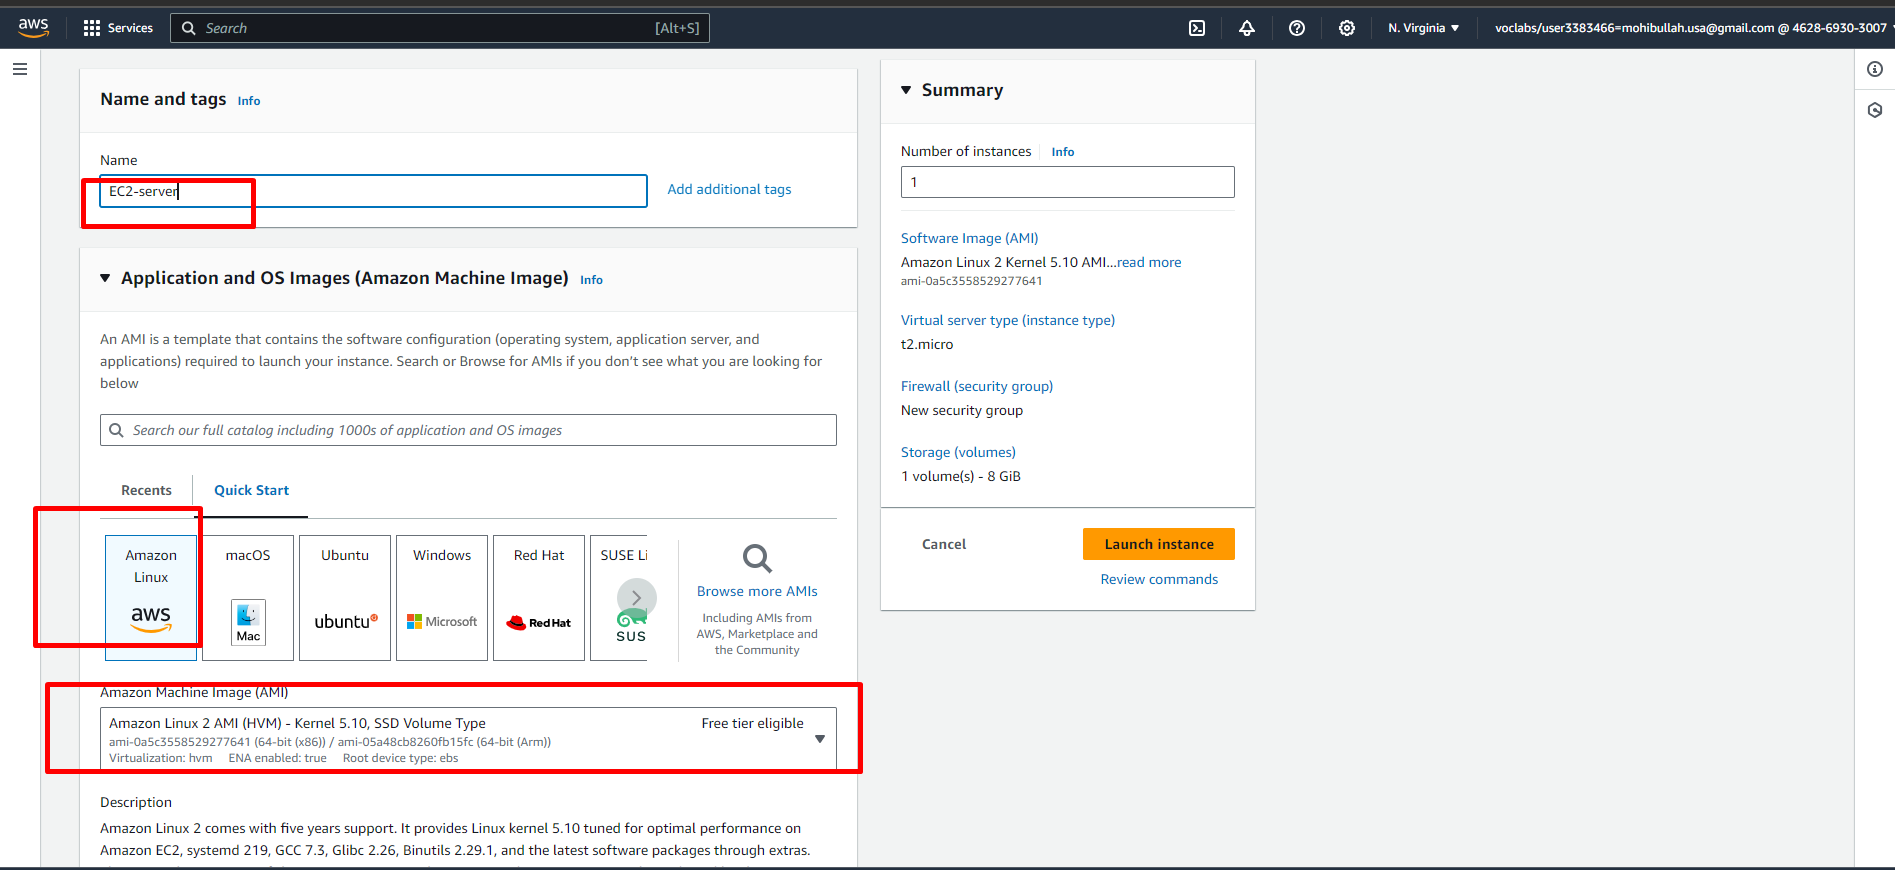 aws
Services
Search
[Alt+S]
N. Virginia
voclabs/user3383466=mohibullah.usa@gmail.com @ 4628-6930-3007
Name and tags Info
Name
EC2-server
Add additional tags
Application and OS Images (Amazon Machine Image) Info
An AMI is a template that contains the software configuration (operating system, application server, and
applications) required to launch your instance. Search or Browse for AMIs if you don't see what you are looking for
below
Search our full catalog including 1000s of application and OS images
Recents
Quick Start
Amazon
Linux
aws
macOS
Mac
Ubuntu
ubuntu
Windows
Microsoft
Red Hat
Red Hat
SUSE Li
SUS
Browse more AMIs
Including AMIs from
AWS, Marketplace and
the Community
Amazon Machine Image (AMI)
Amazon Linux 2 AMI (HVM) - Kernel 5.10, SSD Volume Type
Free tier eligible
ami-0a5c3558529277641 (64-bit (x86)) / ami-05a48cb8260fb15fc (64-bit (Arm))
Virtualization: hvm ENA enabled: true Root device type: ebs
Description
Amazon Linux 2 comes with five years support. It provides Linux kernel 5.10 tuned for optimal performance on
Amazon EC2, systemd 219, GCC 7.3, Glibc 2.26, Binutils 2.29.1, and the latest software packages through extras.
Summary
Number of instances Info
1
Software Image (AMI)
Amazon Linux 2 Kernel 5.10 AMI...read more
ami-0a5c3558529277641
Virtual server type (instance type)
t2.micro
Firewall (security group)
New security group
Storage (volumes)
1 volume(s) - 8 GiB
Cancel
Launch instance
Review commands